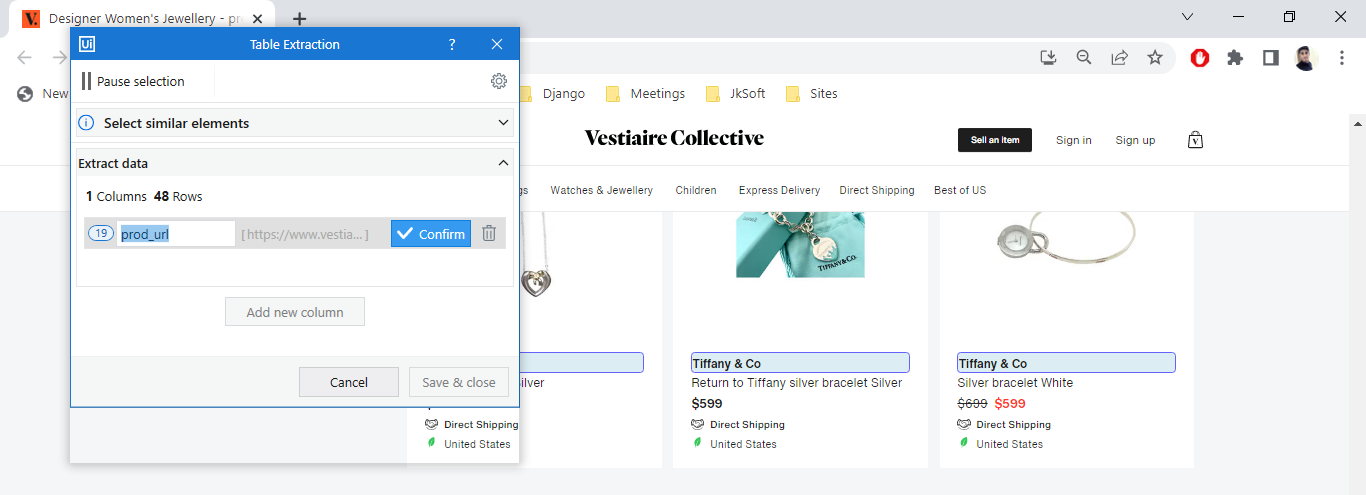 Designer Women's Jewellery - pr
Ui
Table Extraction
?
Pause selection
New
Django
Meetings
JkSoft
Sites
Select similar elements
Vestiaire Collective
Sell an item
Sign in
Sign up
Extract data
gs
Watches & Jewellery
Children
Express Delivery
Direct Shipping
Best of US
1 Columns 48 Rows
19
prod_url
[https://www.vestia... ]
Confirm
TIFFANY & CO.
Add new column
Tiffany & Co
Tiffany & Co
Cancel
Save & close
ilver
Return to Tiffany silver bracelet Silver
Silver bracelet White
$599
$699 $599
Direct Shipping
Direct Shipping
Direct Shipping
United States
United States
United States